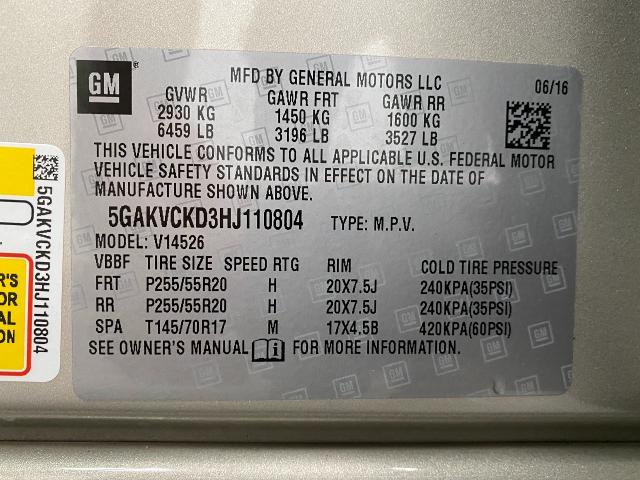 GM
MFD BY GENERAL MOTORS LLC
06/16
GVWR GAWR FRT GAWR RR
2930 KG 1450 KG 1600 KG
6459 LB 3196 LB 3527 LB
THIS VEHICLE CONFORMS TO ALL APPLICABLE U.S. FEDERAL MOTOR
VEHICLE SAFETY STANDARDS IN EFFECT ON THE DATE OF
MANUFACTURE SHOWN ABOVE.
5GAKVCKD3HJ110804 TYPE: M.P.V.
MODEL: V14526
VBBF TIRE SIZE SPEED RTG RIM COLD TIRE PRESSURE
FRT P255/55R20 H 20X7.5J 240KPA(35PSI)
RR P255/55R20 H 20X7.5J 240KPA(35PSI)
SPA T145/70R17 M 17X4.5B 420KPA(60PSI)
SEE OWNER'S MANUAL FOR MORE INFORMATION.
5GAKVCKD3HJ110804